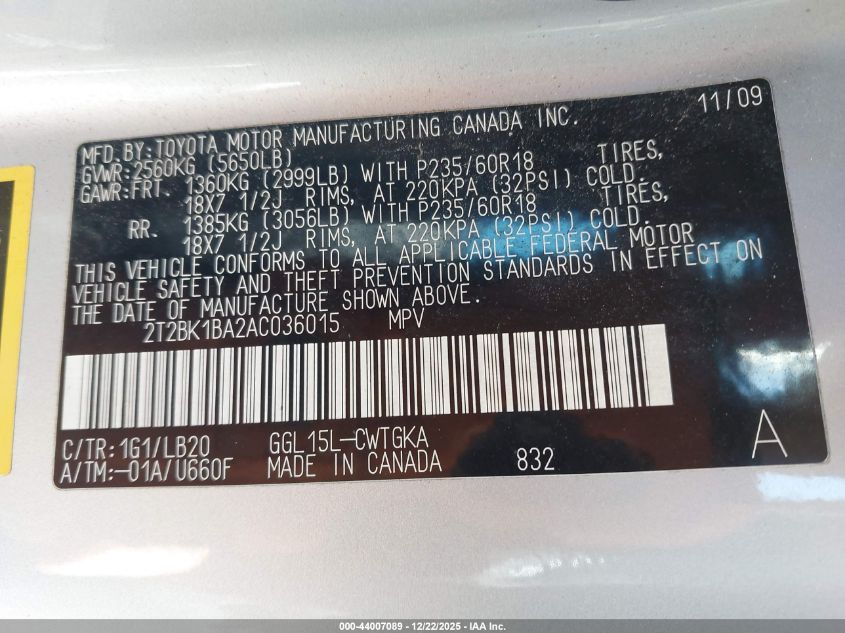 11/09
MFD. BY: TOYOTA MOTOR MANUFACTURING CANADA INC.
GVWR: 2560KG (5650LB)
GAWR: FRT. 1360KG (2999LB) WITH P235/60R18 TIRES,
18X7 1/2J RIMS, AT 220KPA (32PSI) COLD.
RR. 1385KG (3056LB) WITH P235/60R18 TIRES,
18X7 1/2J RIMS, AT 220KPA (32PSI) COLD.
THIS VEHICLE CONFORMS TO ALL APPLICABLE FEDERAL MOTOR
VEHICLE SAFETY AND THEFT PREVENTION STANDARDS IN EFFECT ON
THE DATE OF MANUFACTURE SHOWN ABOVE.
2T2BK1BA2AC036015 MPV
C/TR: 1G1/LB20 GGL15L-CWTGKA
A/TM:-01A/U660F MADE IN CANADA 832 A
000-44007089 - 12/22/2025 - IAA Inc.